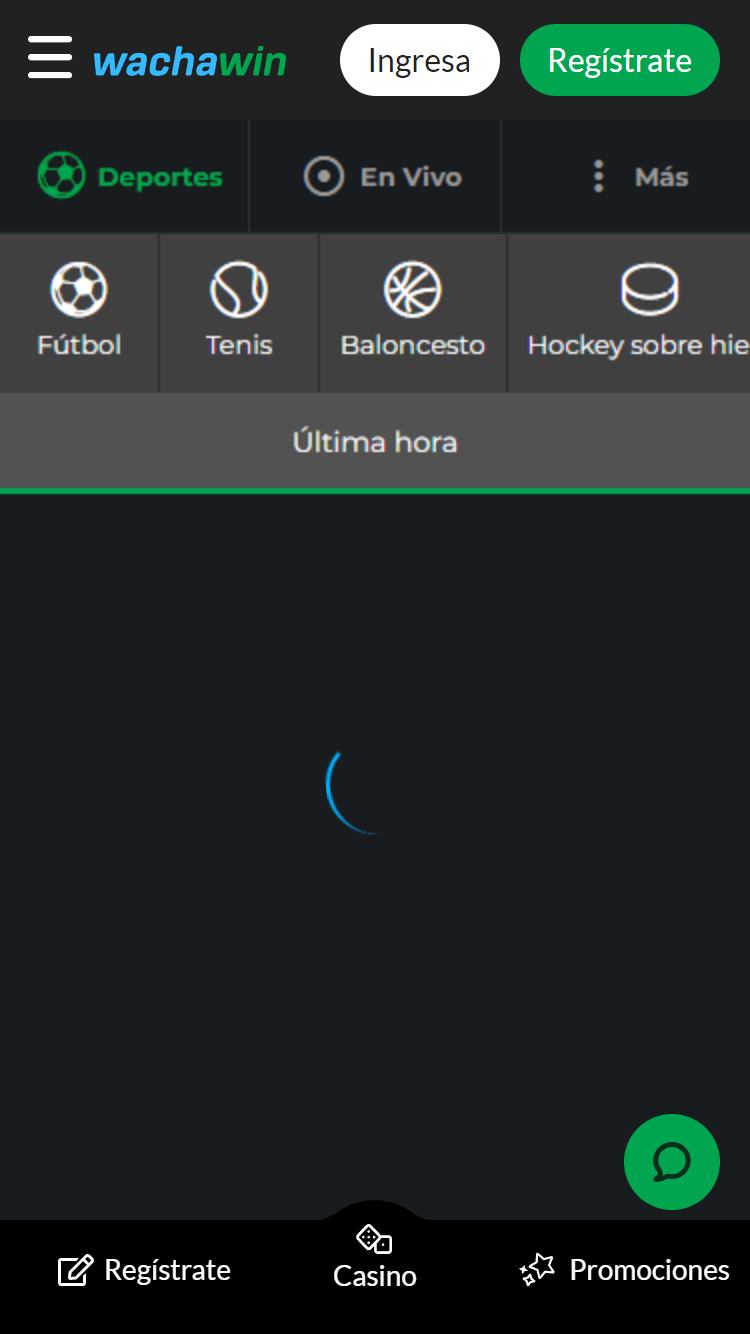 wachawin
Ingresa
Regístrate
Deportes
En Vivo
Más
Fútbol
Tenis
Baloncesto
Hockey sobre hie
Última hora
Regístrate
Casino
Promociones